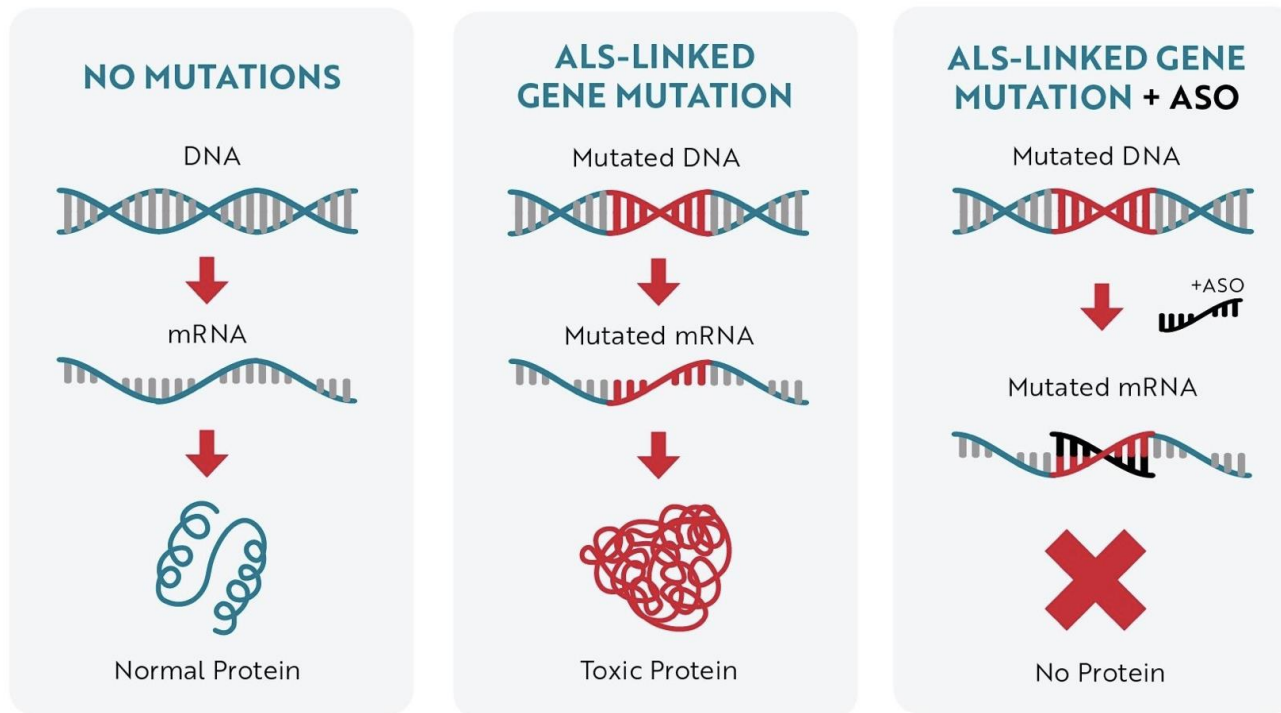 NO MUTATIONS
DNA
mRNA
Normal Protein
ALS-LINKED
GENE MUTATION
Mutated DNA
Mutated mRNA
Toxic Protein
ALS-LINKED GENE
MUTATION + ASO
Mutated DNA
+ASO
Mutated mRNA
No Protein